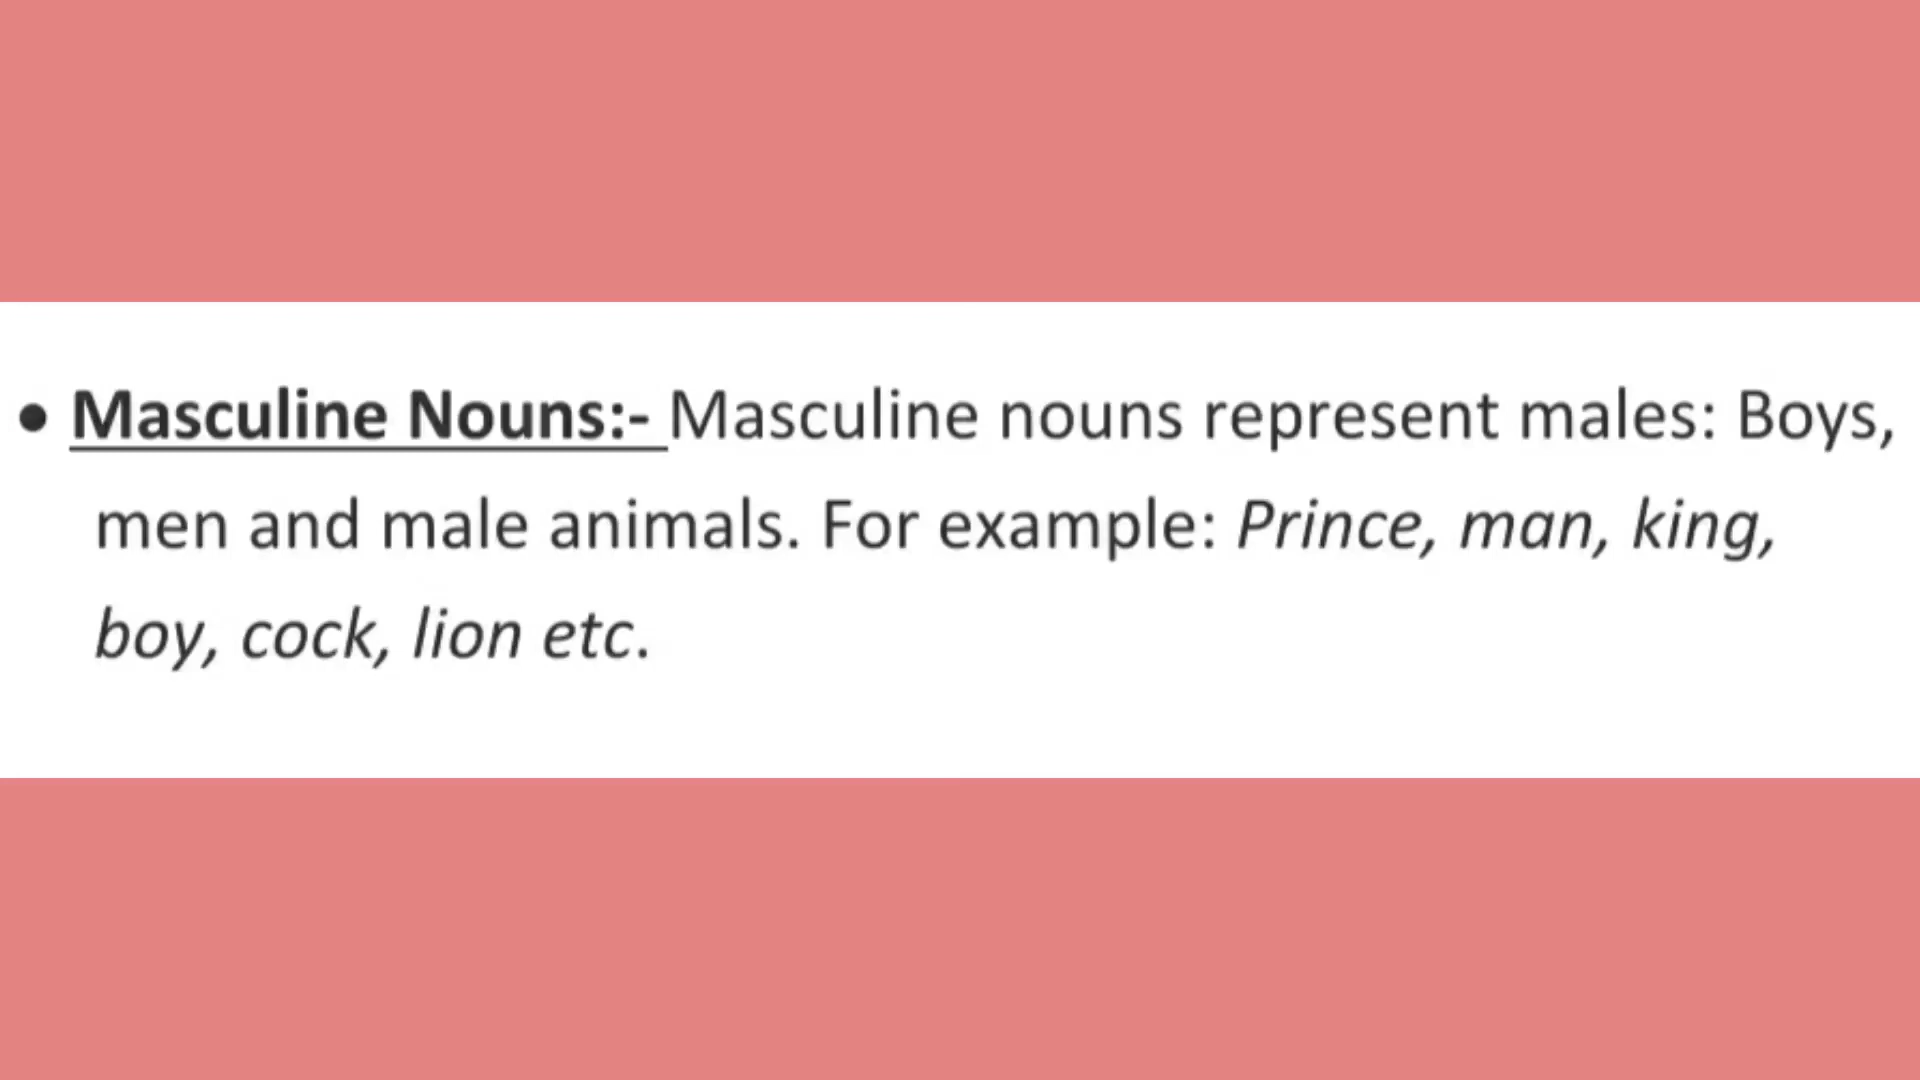 • Masculine Nouns:- Masculine nouns represent males: Boys,
men and male animals. For example: Prince, man, king,
boy, cock, lion etc.